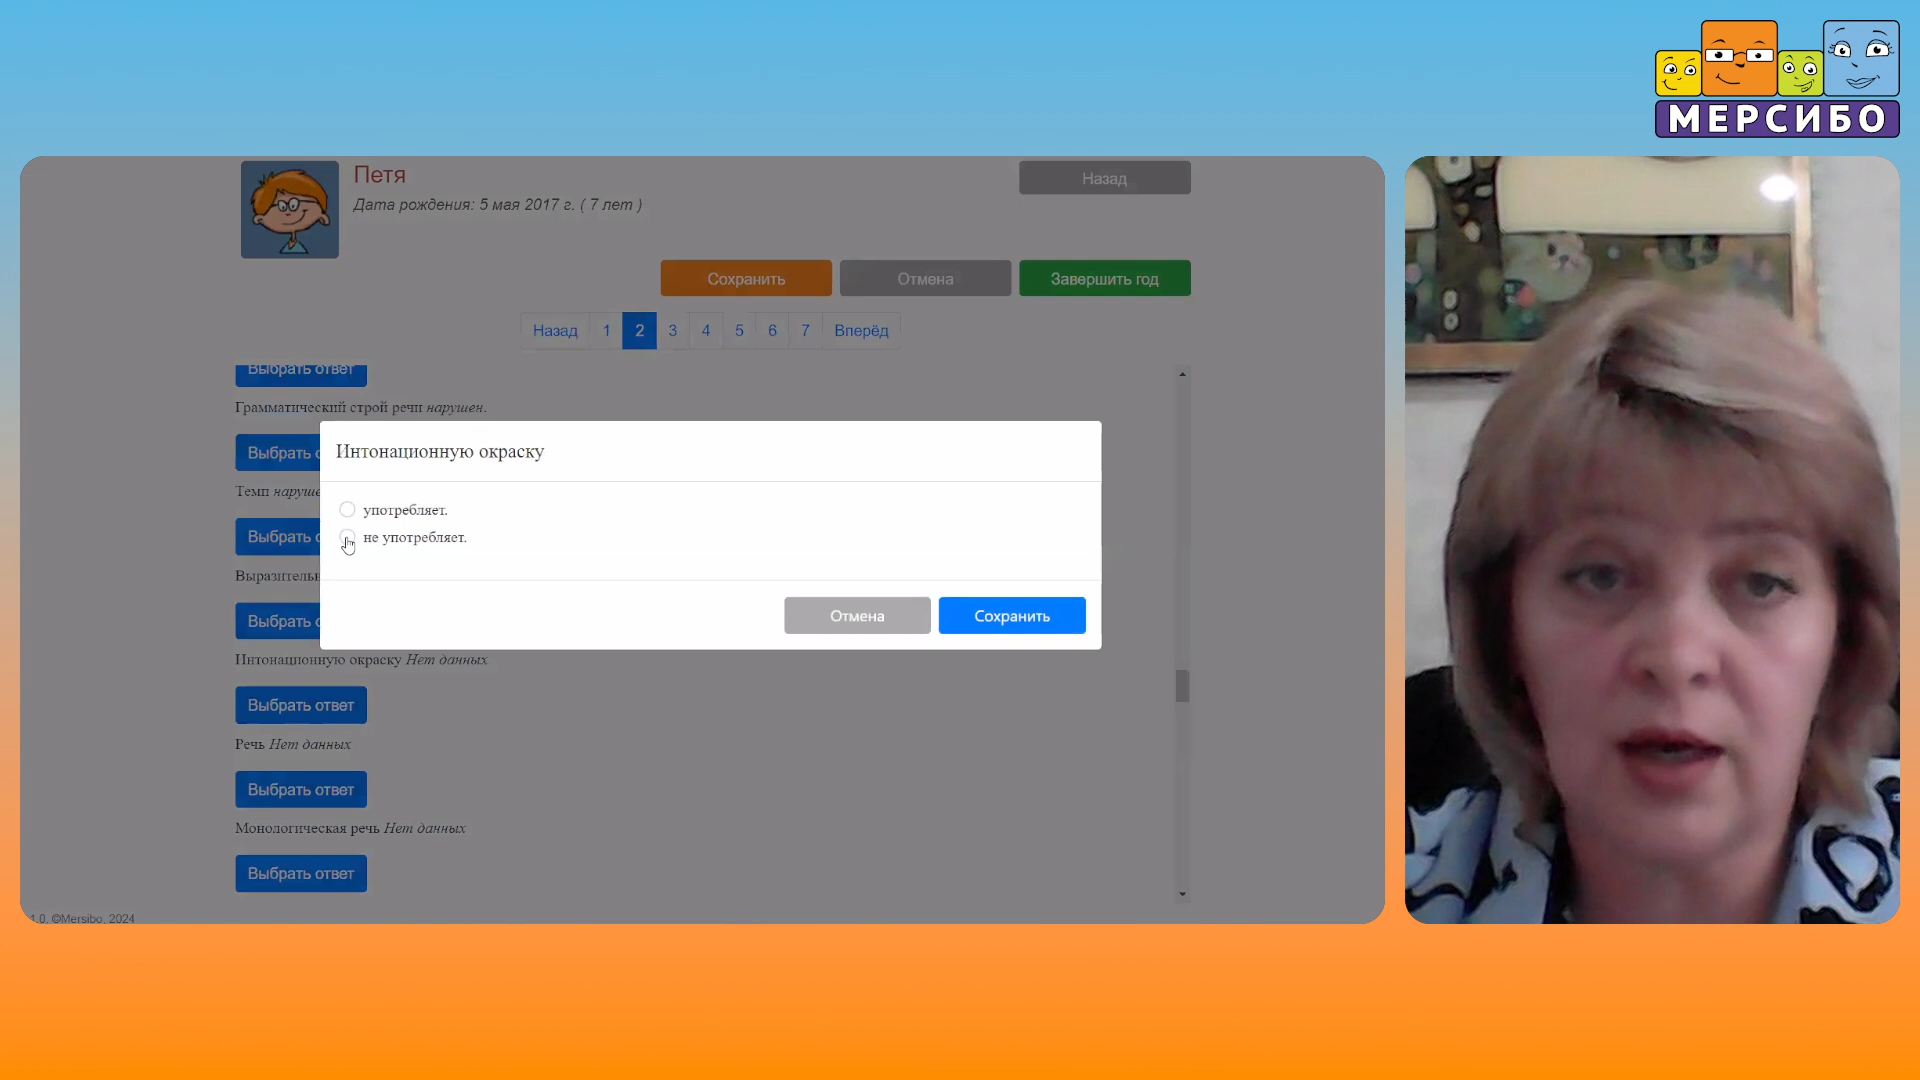 МЕРСИБО
Петя
Дата рождения: 5 мая 2017 г. ( 7 лет )
Назад
Сохранить
Отмена
Завершить год
Назад 1 2 3 4 5 6 7 Вперёд
Выбрать ответ
Грамматический строй речи нарушен.
Выбрать
Темп
Выбрать
Выбрать
Интонационную окраску
употребляет.
не употребляет.
Отмена
Сохранить
Интонационную окраску Нет данных
Выбрать ответ
Речь Нет данных
Выбрать ответ
Монологическая речь Нет данных
Выбрать ответ
1.0, ©Mersibo, 2024